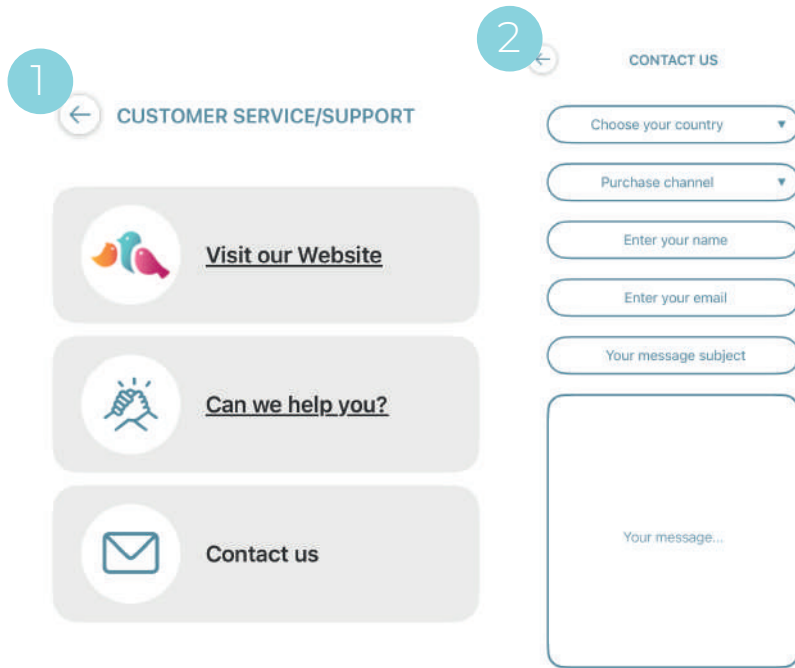 1
CUSTOMER SERVICE/SUPPORT
Visit our Website
Can we help you?
Contact us
2
CONTACT US
Choose your country
Purchase channel
Enter your name
Enter your email
Your message subject
Your message...